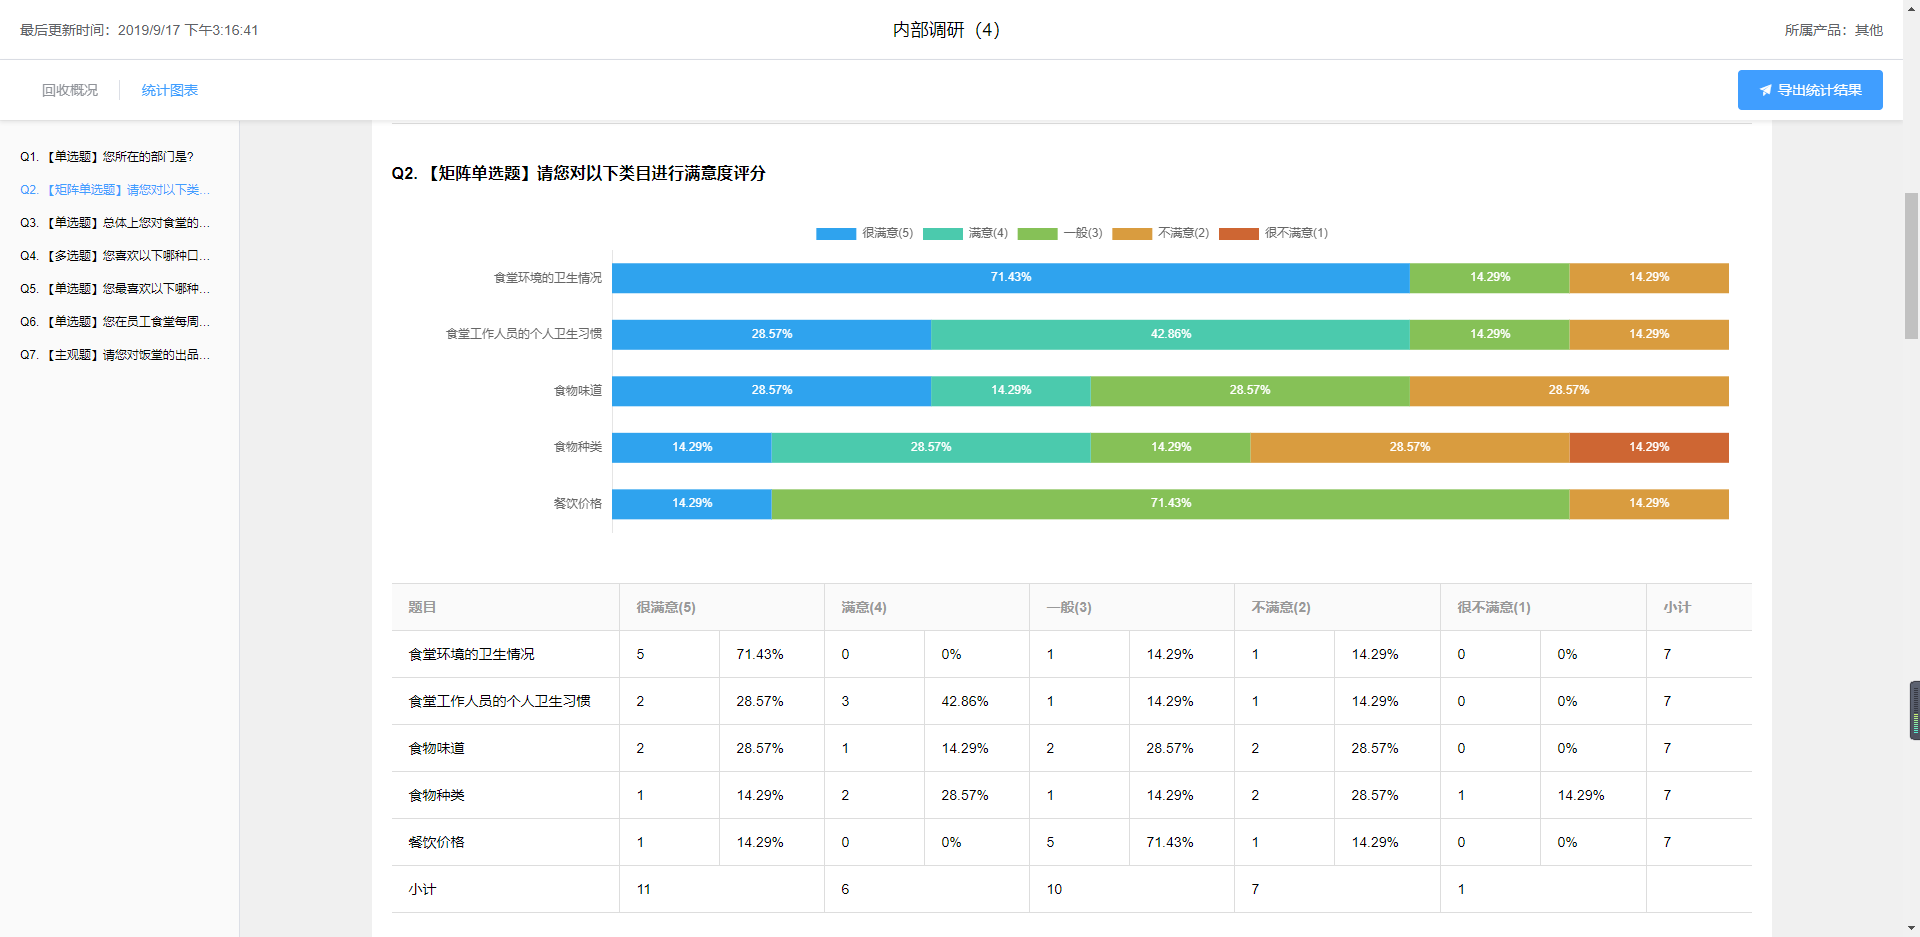 最后更新时间：2019/9/17 下午3:16:41
内部调研（4）
所属产品：其他
回收概况
统计图表
导出统计结果
Q1. 【单选题】您所在的部门是?
Q2. 【矩阵单选题】请您对以下类...
Q3. 【单选题】总体上您对食堂的...
Q4. 【多选题】您喜欢以下哪种口...
Q5. 【单选题】您最喜欢以下哪种...
Q6. 【单选题】您在员工食堂每周...
Q7. 【主观题】请您对饭堂的出品...
Q2. 【矩阵单选题】请您对以下类目进行满意度评分
很满意(5) 满意(4) 一般(3) 不满意(2) 很不满意(1)
食堂环境的卫生情况 71.43% 14.29% 14.29%
食堂工作人员的个人卫生习惯 28.57% 42.86% 14.29% 14.29%
食物味道 28.57% 14.29% 28.57% 28.57%
食物种类 14.29% 28.57% 14.29% 28.57% 14.29%
餐饮价格 14.29% 71.43% 14.29%
题目 很满意(5) 满意(4) 一般(3) 不满意(2) 很不满意(1) 小计
食堂环境的卫生情况 5 71.43% 0 0% 1 14.29% 1 14.29% 0 0% 7
食堂工作人员的个人卫生习惯 2 28.57% 3 42.86% 1 14.29% 1 14.29% 0 0% 7
食物味道 2 28.57% 1 14.29% 2 28.57% 2 28.57% 0 0% 7
食物种类 1 14.29% 2 28.57% 1 14.29% 2 28.57% 1 14.29% 7
餐饮价格 1 14.29% 0 0% 5 71.43% 1 14.29% 0 0% 7
小计 11 6 10 7 1